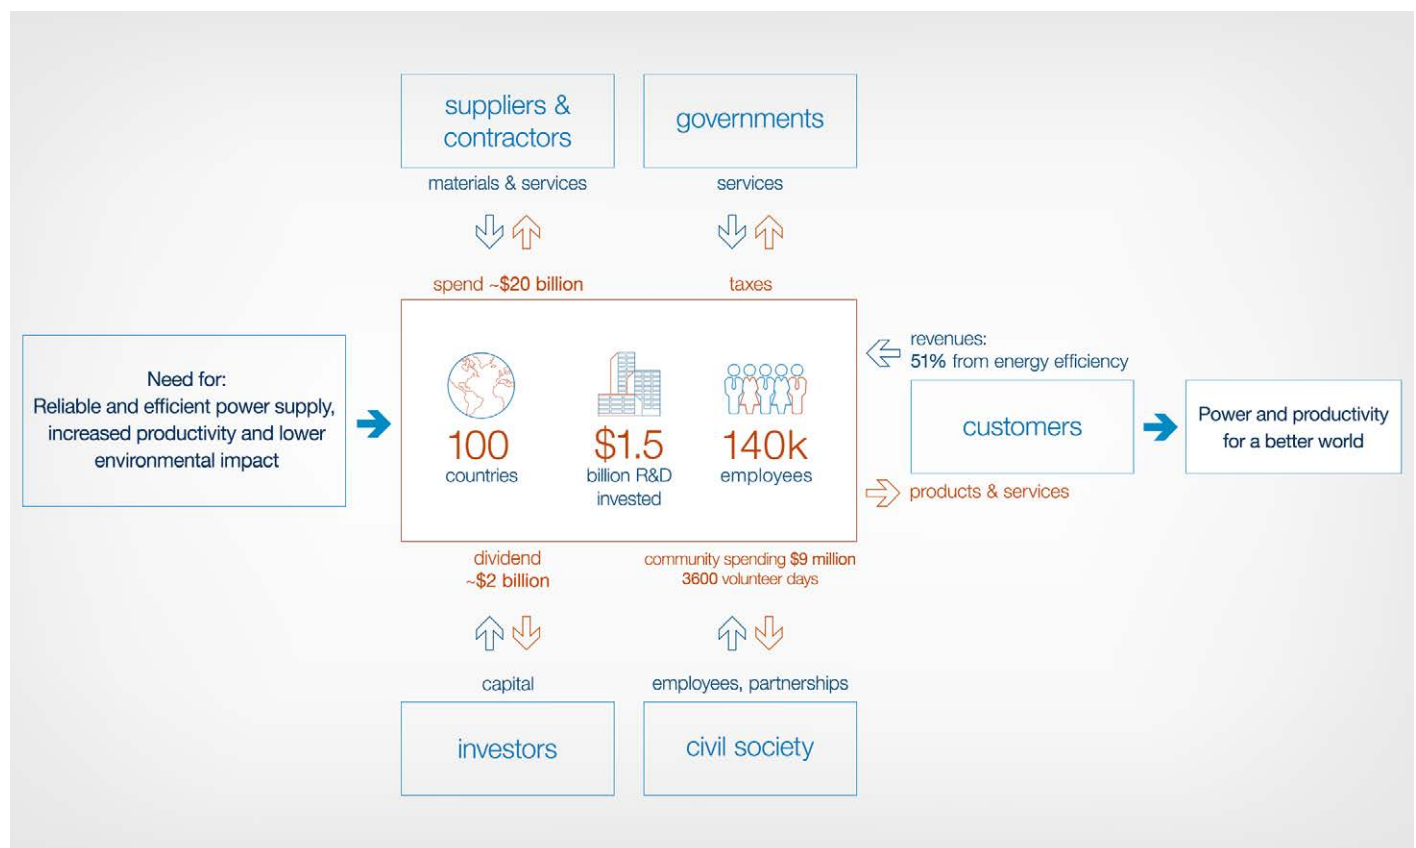 suppliers &
contractors
governments
materials & services
services
spend ~$20 billion
taxes
Need for:
Reliable and efficient power supply,
increased productivity and lower
environmental impact
100
countries
$1.5
billion R&D
invested
140k
employees
revenues:
51% from energy efficiency
customers
products & services
Power and productivity
for a better world
dividend
~$2 billion
community spending $9 million
3600 volunteer days
capital
employees, partnerships
investors
civil society